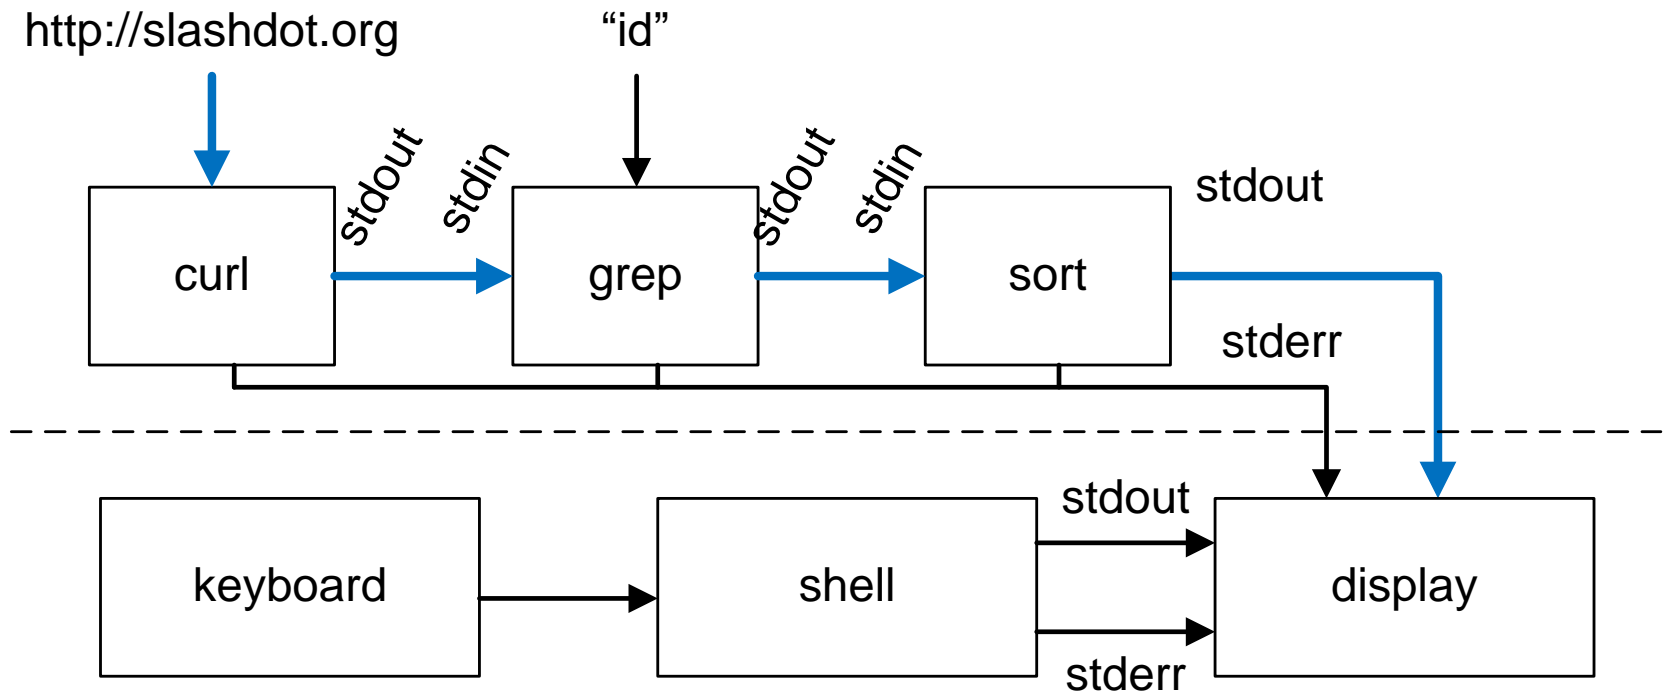 http://slashdot.org
“id”
stdout
stdin
stdout
stdin
stdout
curl
grep
sort
stderr
stdout
keyboard
shell
display
stderr